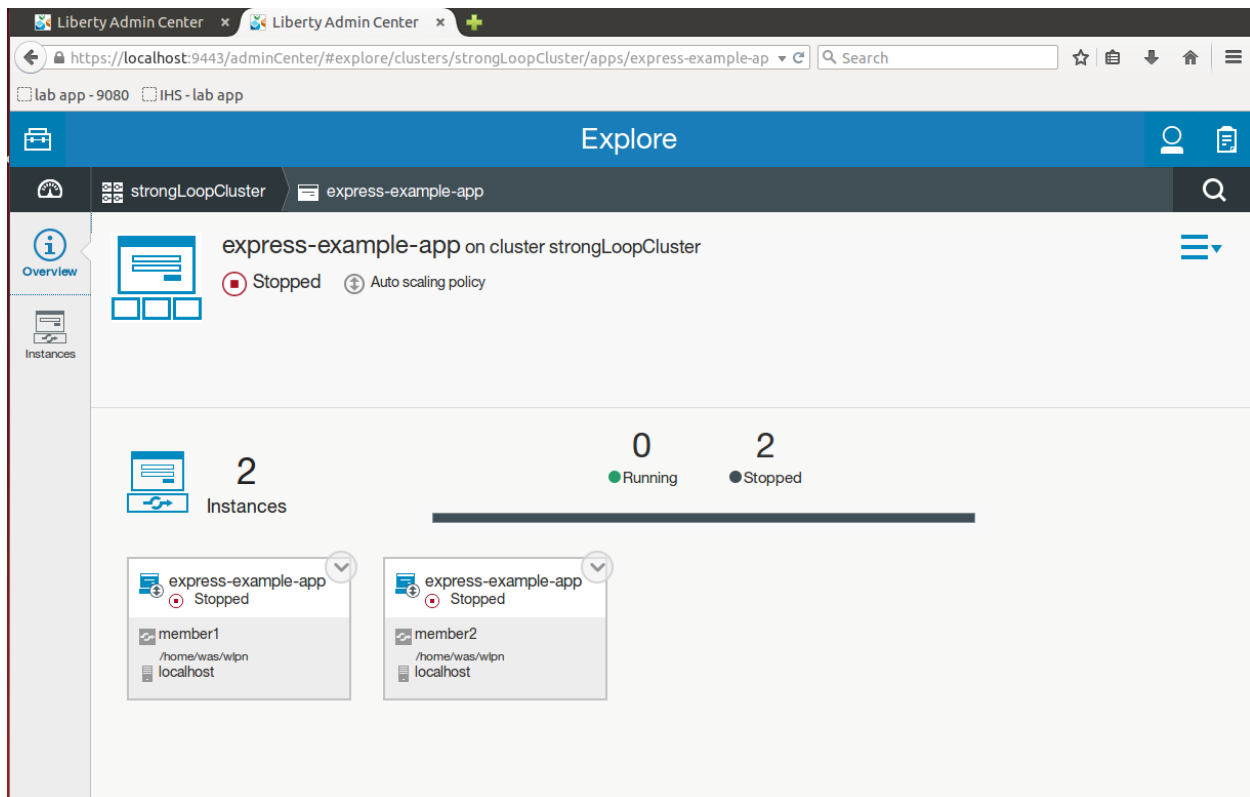 Liberty Admin Center × Liberty Admin Center ×
https://localhost:9443/adminCenter/#explore/clusters/strongLoopCluster/apps/express-example-ap Search
lab app - 9080 IHS - lab app
Explore
strongLoopCluster express-example-app
Overview
Instances
express-example-app on cluster strongLoopCluster
Stopped Auto scaling policy
2
Instances
0 2
Running Stopped
express-example-app
Stopped
member1
/home/was/wlpn
localhost
express-example-app
Stopped
member2
/home/was/wlpn
localhost